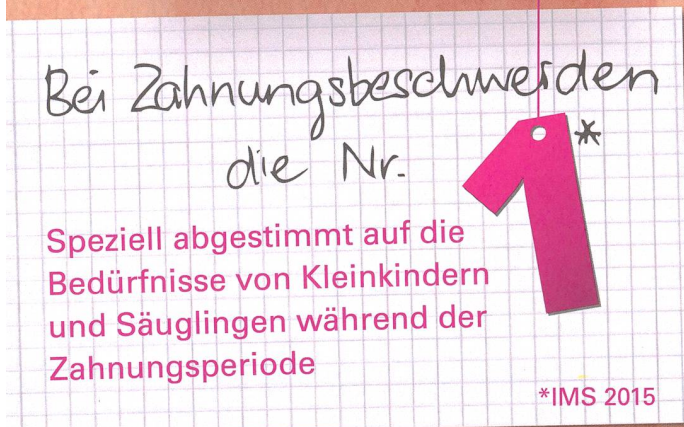 Bei Zahnungsbeschwerden
die Nr. 1*
Speziell abgestimmt auf die
Bedürfnisse von Kleinkindern
und Säuglingen während der
Zahnungsperiode
*IMS 2015